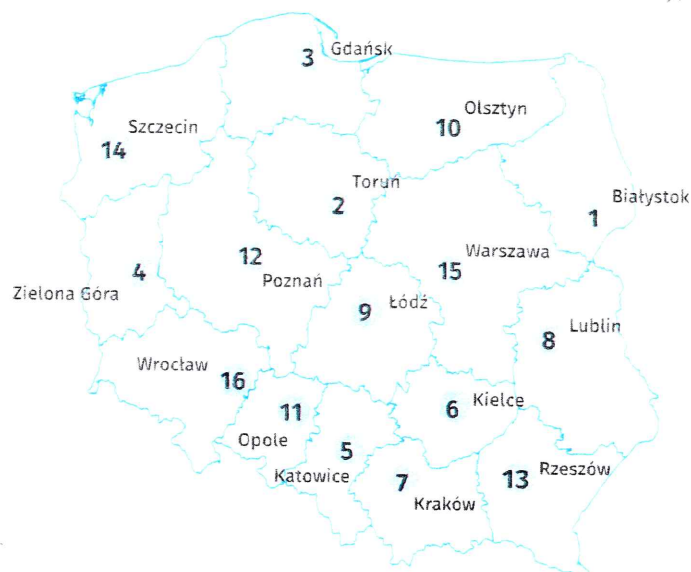 3 Gdańsk
Olsztyn
10
Szczecin
14
Toruń
2
Białystok
1
Warszawa
15
12
Poznań
4
Zielona Góra
9 Łódź
Lublin
8
Wrocław
16
Kielce
6
11
Opole
5
Katowice
Rzeszów
13
7
Kraków